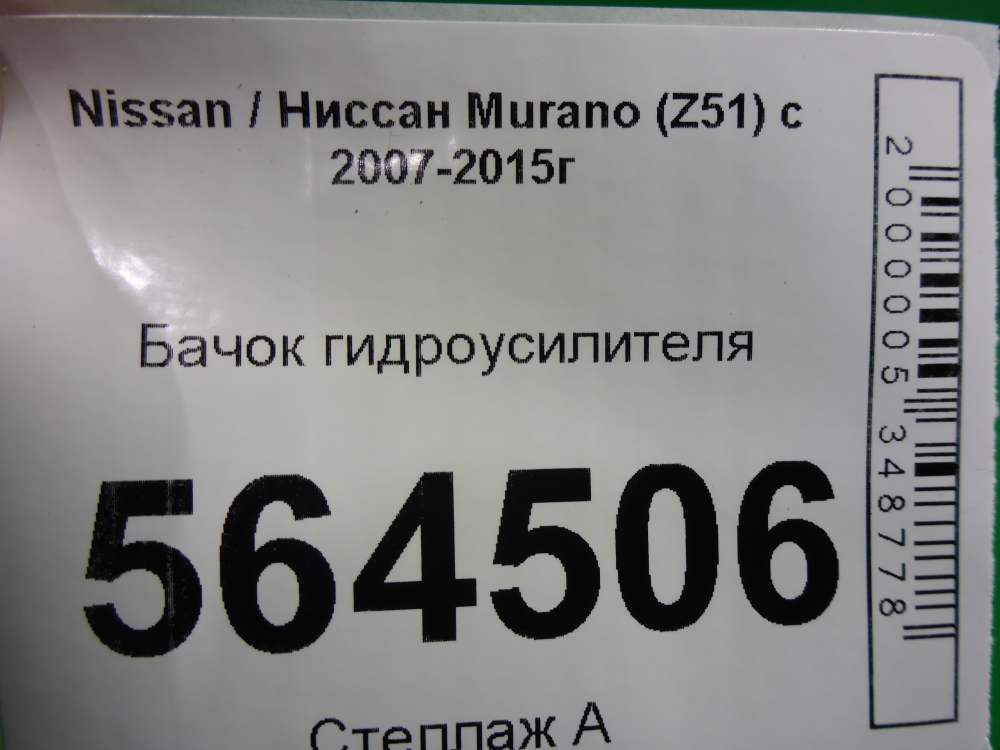 Nissan / Ниссан Murano (Z51) с
2007-2015г
Бачок гидроусилителя
564506
Стеллаж А
2000005348778